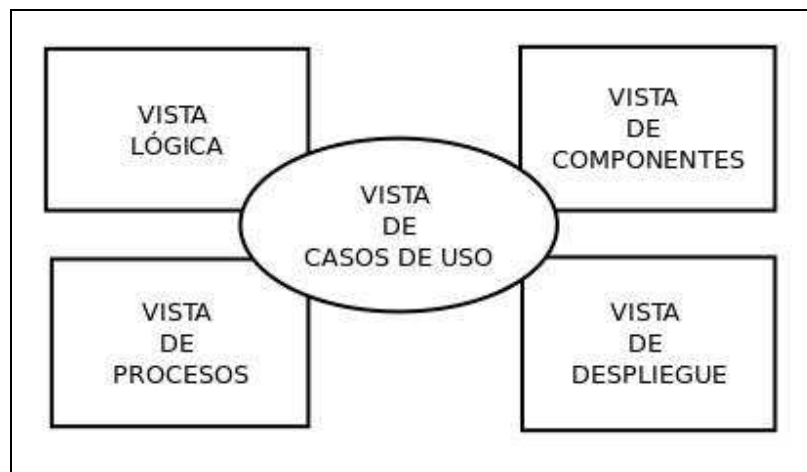 VISTA
LÓGICA
VISTA
DE
COMPONENTES
VISTA
DE
CASOS DE USO
VISTA
DE
PROCESOS
VISTA
DE
DESPLIEGUE